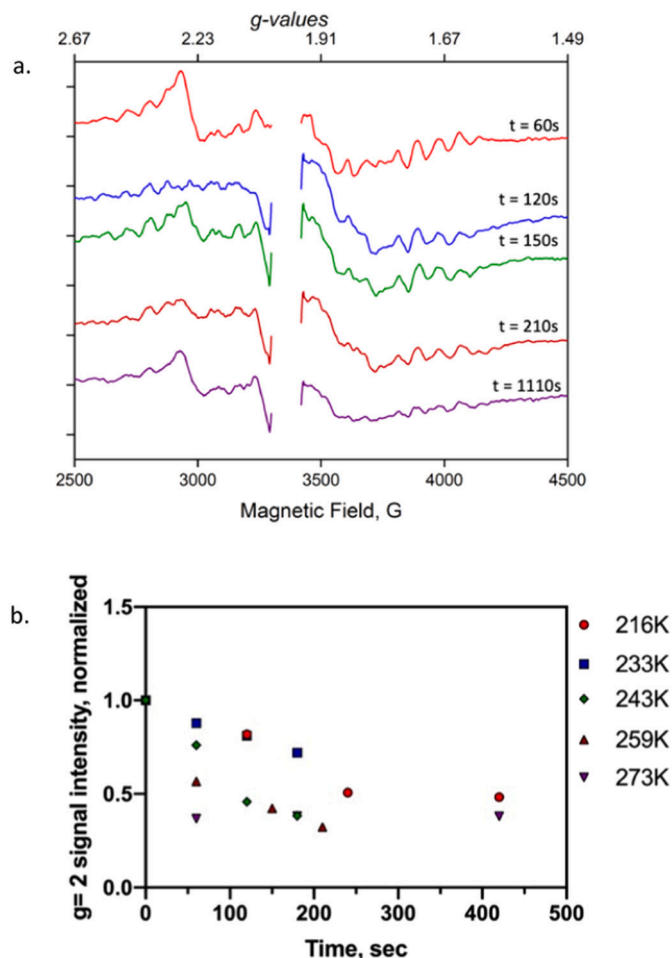 g-values
2.67 2.23 1.91 1.67 1.49
a.
t = 60s
t = 120s
t = 150s
t = 210s
t = 1110s
2500 3000 3500 4000 4500
Magnetic Field, G
b.
g= 2 signal intensity, normalized
1.5
1.0
0.5
0.0
0 100 200 300 400 500
Time, sec
216K
233K
243K
259K
273K